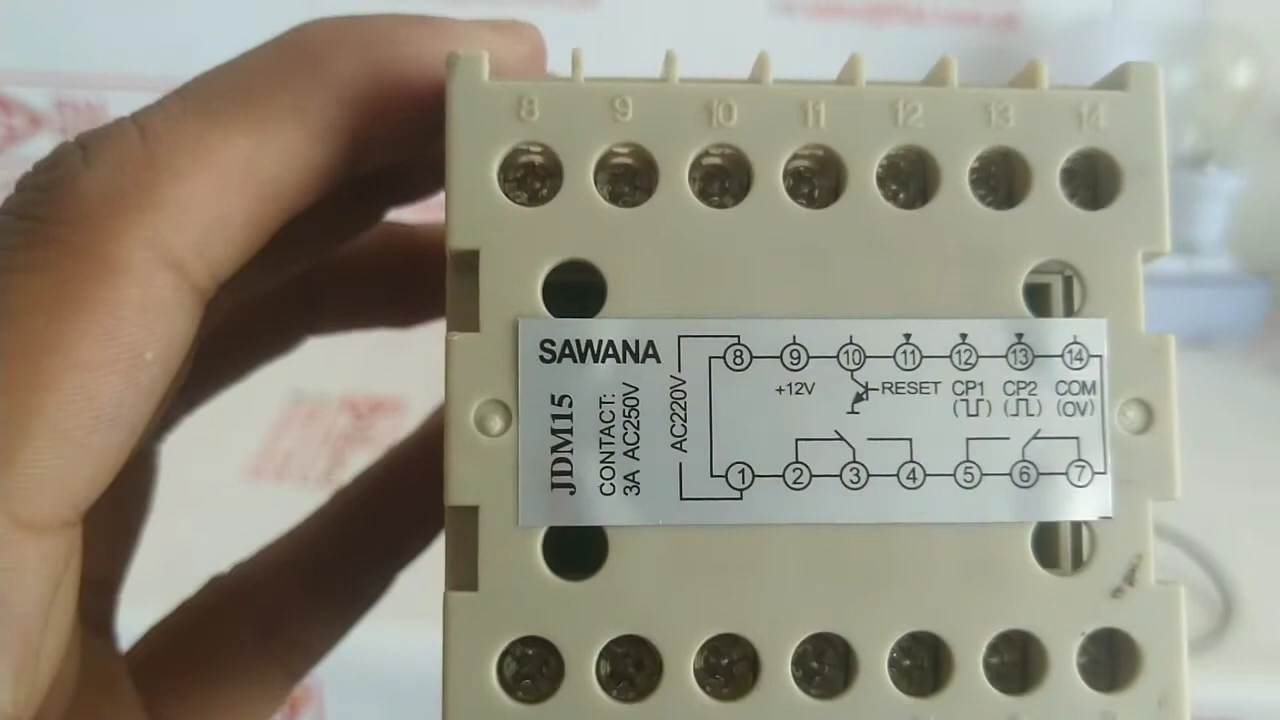 8 9 10 11 12 13 14
SAWANA
JDM15
CONTACT:
3A AC250V
AC220V
8 9 10 11 12 13 14
+12V RESET CP1 CP2 COM
(0V)
1 2 3 4 5 6 7